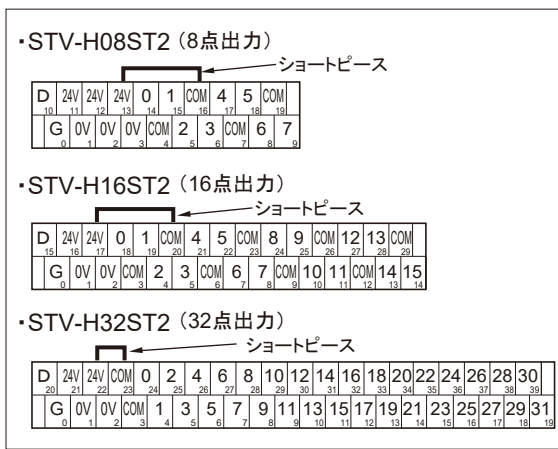 ・STV-H08ST2（8点出力）
ショートピース
D 24V 24V 24V 0 1 COM 4 5 COM
10 11 12 13 14 15 16 17 18 19
G 0V 0V 0V COM 2 3 COM 6 7
0 1 2 3 4 5 6 7 8 9
・STV-H16ST2（16点出力）
ショートピース
D 24V 24V 0 1 COM 4 5 COM 8 9 COM 12 13 COM
15 16 17 18 19 20 21 22 23 24 25 26 27 28 29
G 0V 0V COM 2 3 COM 6 7 COM 10 11 COM 14 15
0 1 2 3 4 5 6 7 8 9 10 11 12 13 14
・STV-H32ST2（32点出力）
ショートピース
D 24V 24V COM 0 2 4 6 8 10 12 14 16 18 20 22 24 26 28 30
20 21 22 23 24 25 26 27 28 29 30 31 32 33 34 35 36 37 38 39
G 0V 0V COM 1 3 5 7 9 11 13 15 17 19 21 23 25 27 29 31
0 1 2 3 4 5 6 7 8 9 10 11 12 13 14 15 16 17 18 19